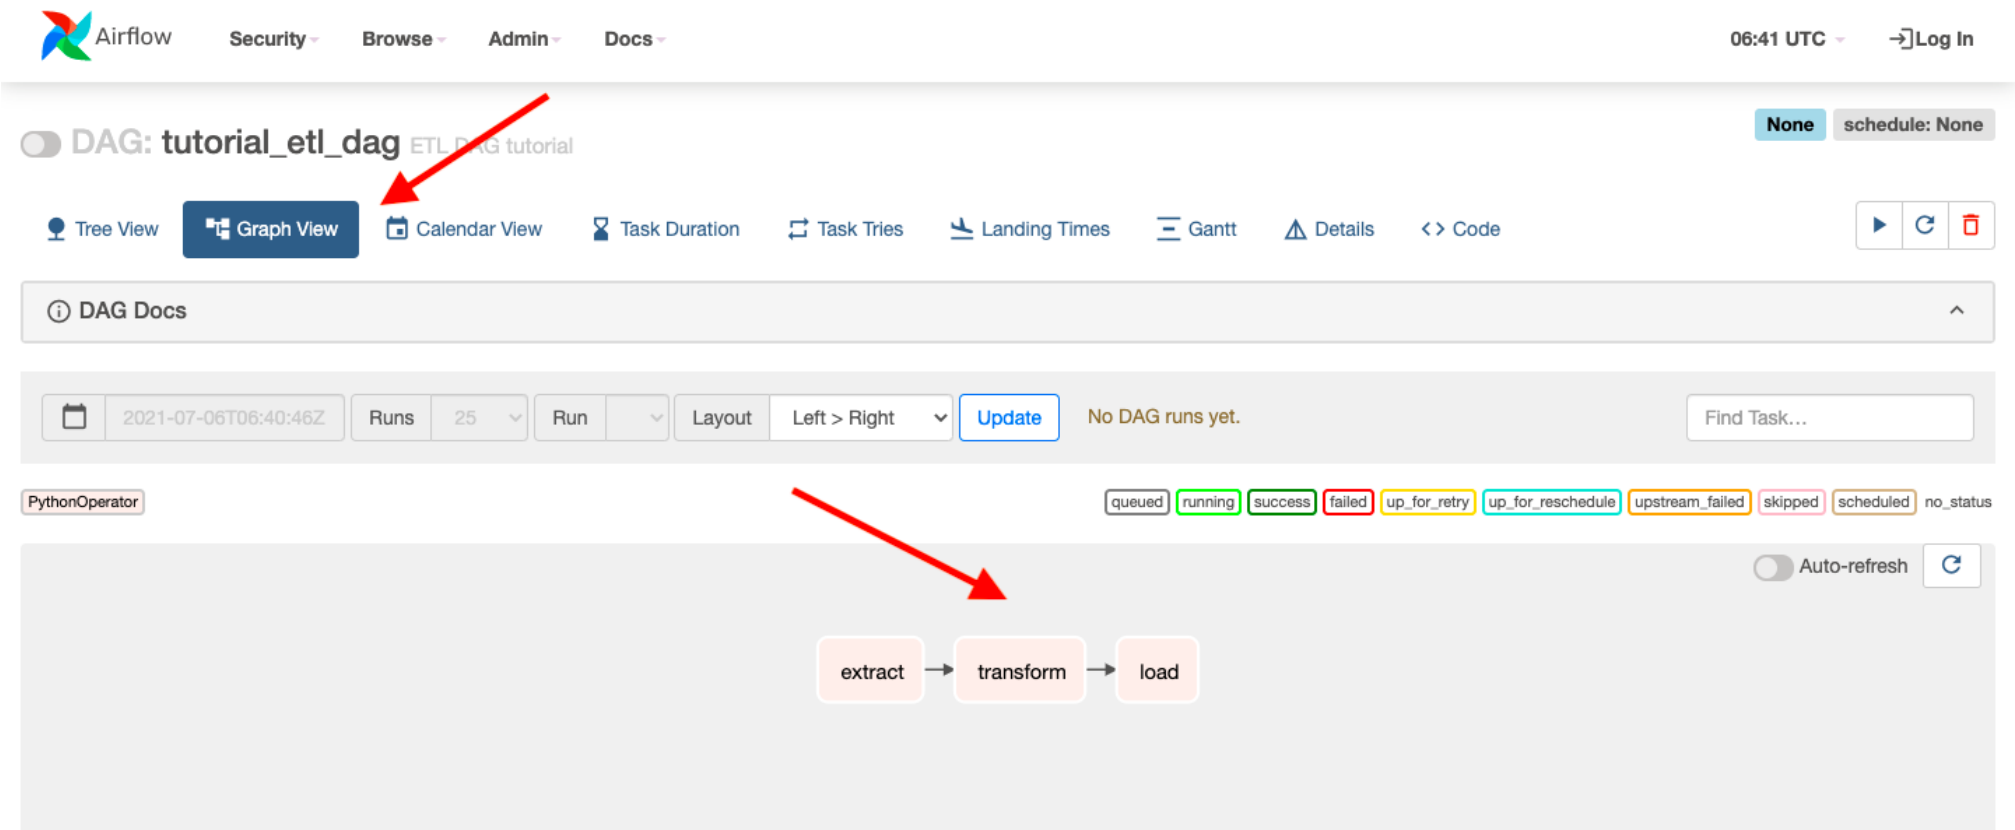 Airflow Security Browse Admin Docs 06:41 UTC Log In
None schedule: None
DAG: tutorial_etl_dag ETL DAG tutorial
Tree View Graph View Calendar View Task Duration Task Tries Landing Times Gantt Details Code
DAG Docs
2021-07-06T06:40:46Z Runs 25 Run Layout Left > Right Update No DAG runs yet. Find Task...
PythonOperator queued running success failed up_for_retry up_for_reschedule upstream_failed skipped scheduled no_status
Auto-refresh
extract transform load